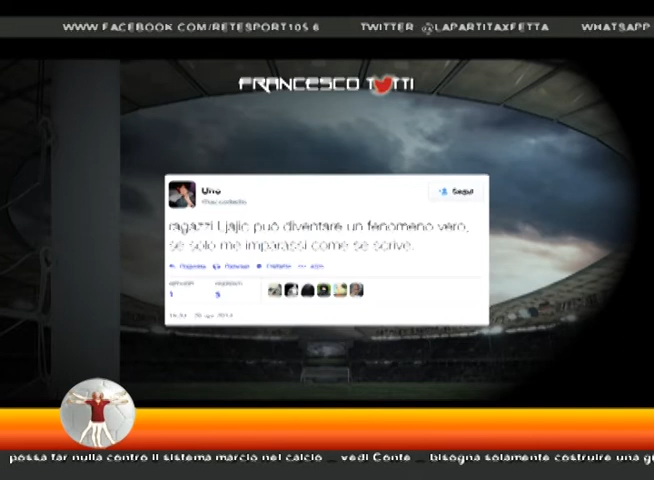 WWW.FACEBOOK.COM/RETESPORT105 6 TWITTER @LAPARTITAXFETTA WHATSAPP
FRANCESCO TOTTI
Uno
Segui
ragazzi Ljajic può diventare un fenomeno vero,
se solo me imparassi come se scrive.
1 5
possa far nulla contro il sistema marcio nel calcio _ vedi Conte _ bisogna solamente costruire una